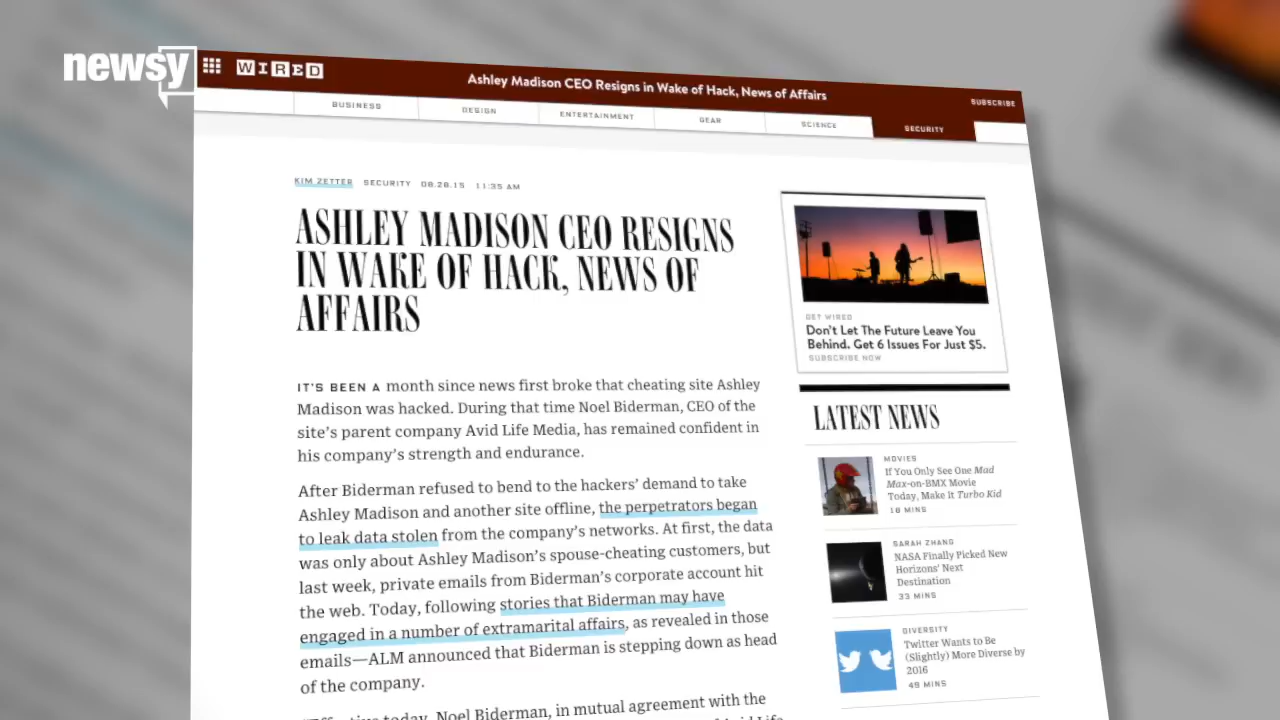 newsy
WIRED
Ashley Madison CEO Resigns in Wake of Hack, News of Affairs
SUBSCRIBE
BUSINESS
DESIGN
ENTERTAINMENT
GEAR
SCIENCE
SECURITY
KIM ZETTER SECURITY 08.28.15 11:35 AM
ASHLEY MADISON CEO RESIGNS
IN WAKE OF HACK, NEWS OF
AFFAIRS
IT'S BEEN A month since news first broke that cheating site Ashley
Madison was hacked. During that time Noel Biderman, CEO of the
site's parent company Avid Life Media, has remained confident in
his company's strength and endurance.
After Biderman refused to bend to the hackers' demand to take
Ashley Madison and another site offline, the perpetrators began
to leak data stolen from the company's networks. At first, the data
was only about Ashley Madison's spouse-cheating customers, but
last week, private emails from Biderman's corporate account hit
the web. Today, following stories that Biderman may have
engaged in a number of extramarital affairs, as revealed in those
emails—ALM announced that Biderman is stepping down as head
of the company.
today, Noel Biderman, in mutual agreement with the
GET WIRED
Don't Let The Future Leave You
Behind. Get 6 Issues For Just $5.
SUBSCRIBE NOW
LATEST NEWS
MOVIES
If You Only See One Mad
Max-on-BMX Movie
Today, Make It Turbo Kid
18 MINS
SARAH ZHANG
NASA Finally Picked New
Horizons' Next
Destination
33 MINS
DIVERSITY
Twitter Wants to Be
(Slightly) More Diverse by
2016
49 MINS